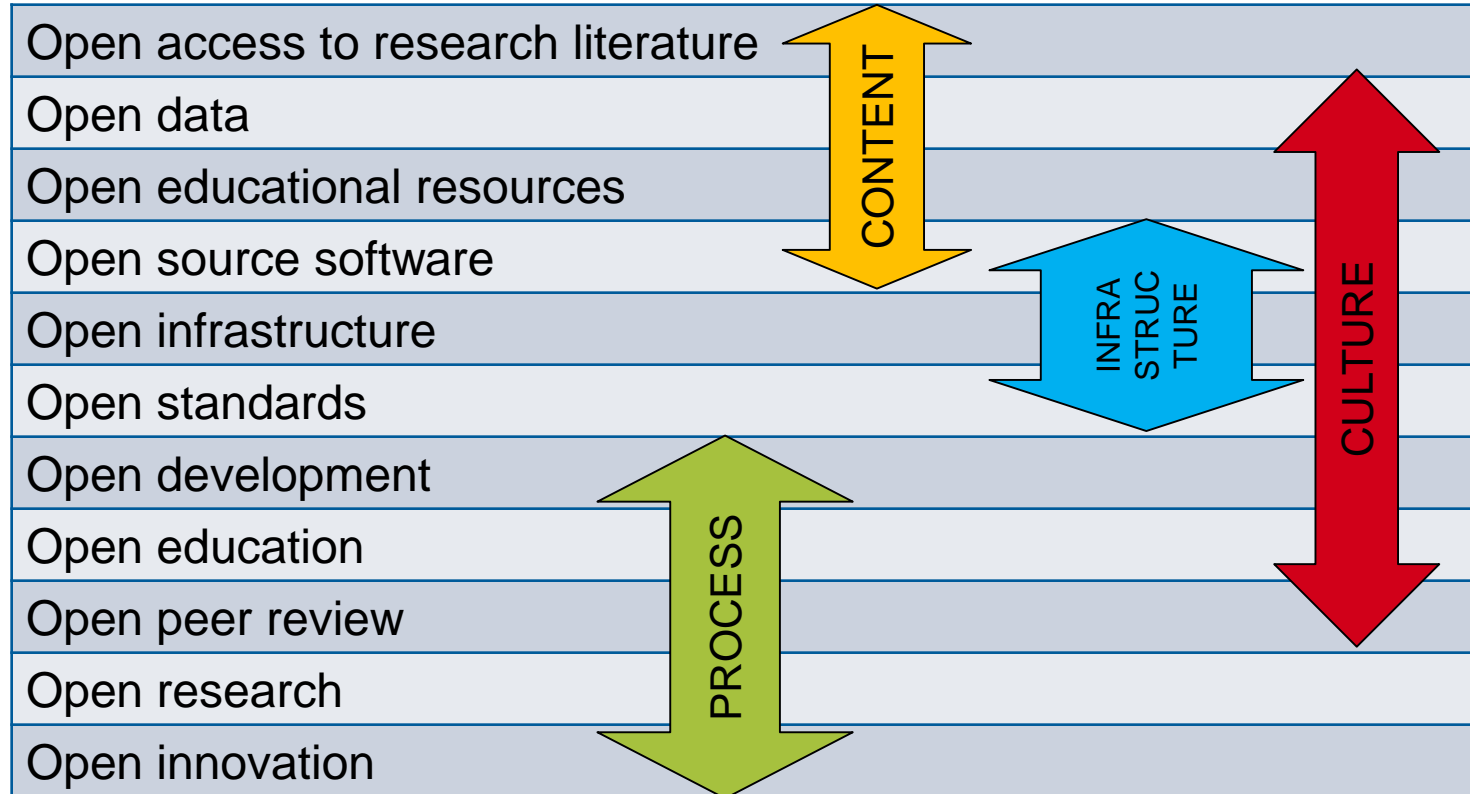 Open access to research literature
Open data
Open educational resources
Open source software
Open infrastructure
Open standards
Open development
Open education
Open peer review
Open research
Open innovation
CONTENT
INFRA
STRUC
TURE
CULTURE
PROCESS